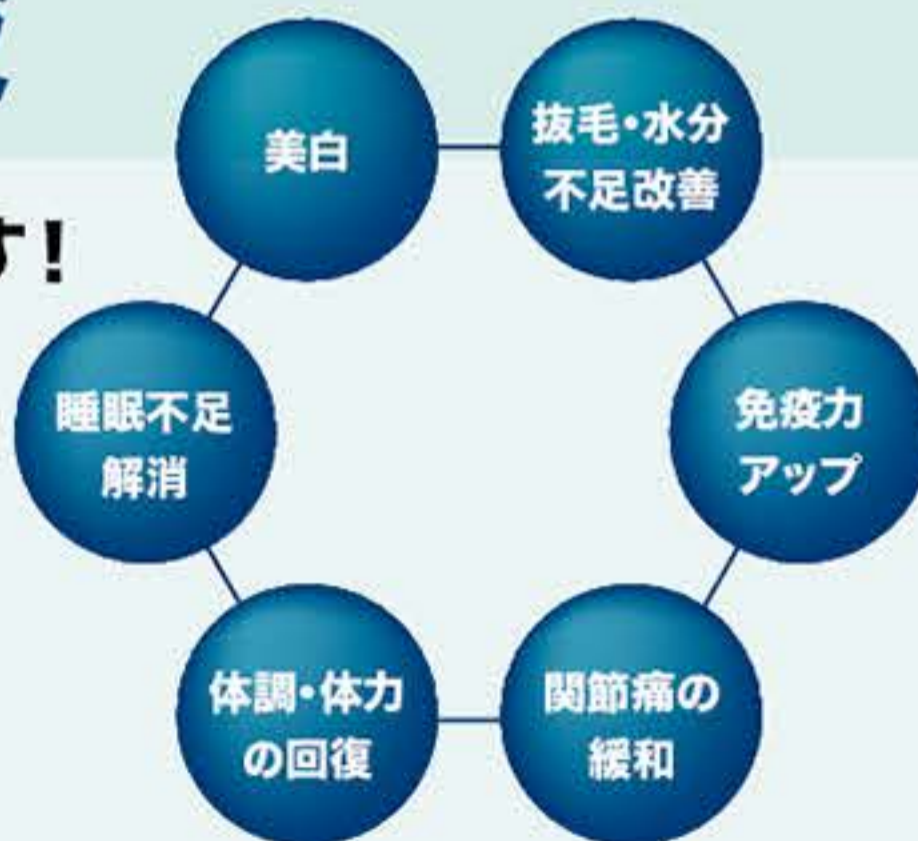 美白
抜毛・水分
不足改善
す!
睡眠不足
解消
免疫力
アップ
体調・体力
の回復
関節痛の
緩和